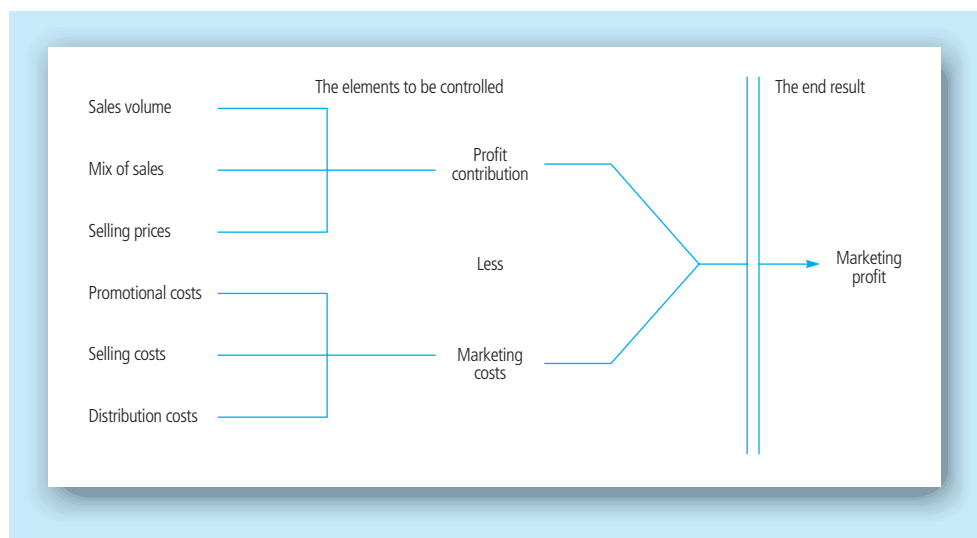 The elements to be controlled
The end result
Sales volume
Mix of sales
Selling prices
Profit
contribution
Less
Marketing
profit
Promotional costs
Selling costs
Distribution costs
Marketing
costs